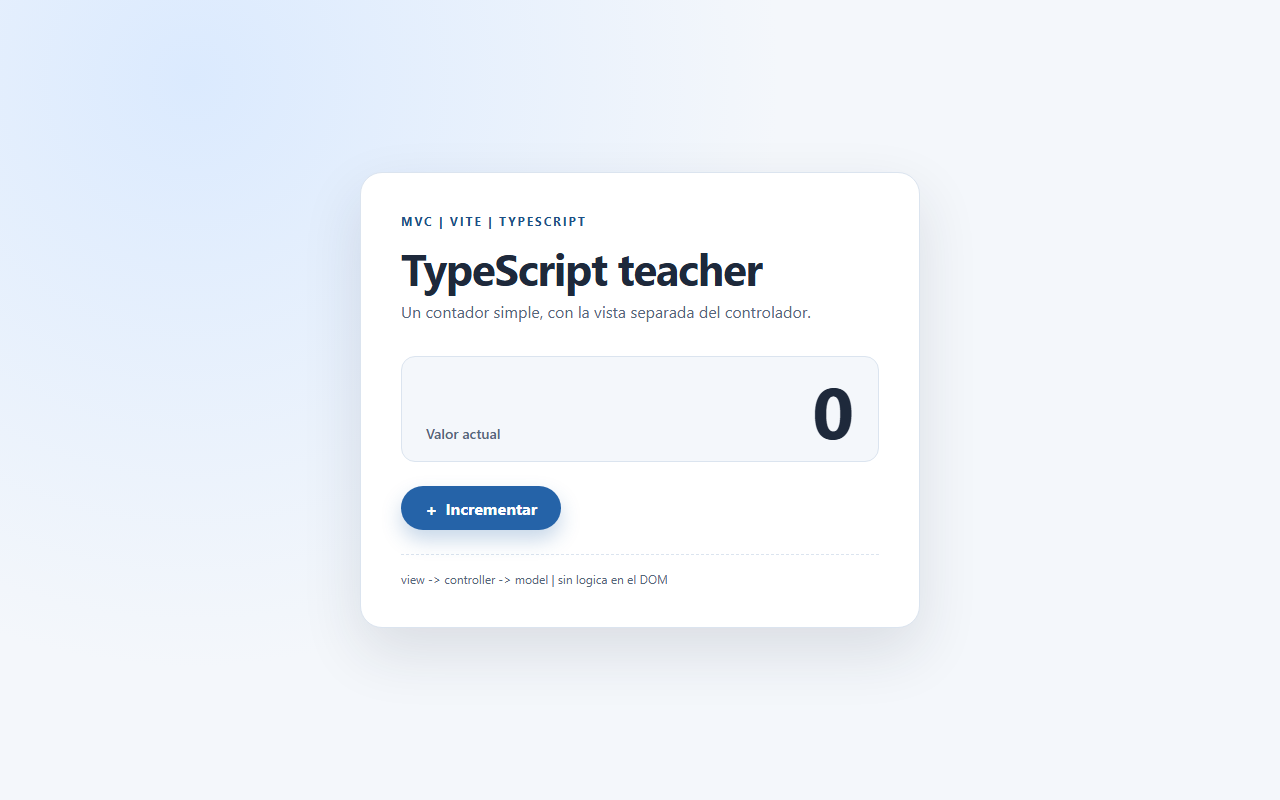 MVC | VITE | TYPESCRIPT
TypeScript teacher
Un contador simple, con la vista separada del controlador.
Valor actual
0
+ Incrementar
view -> controller -> model | sin logica en el DOM